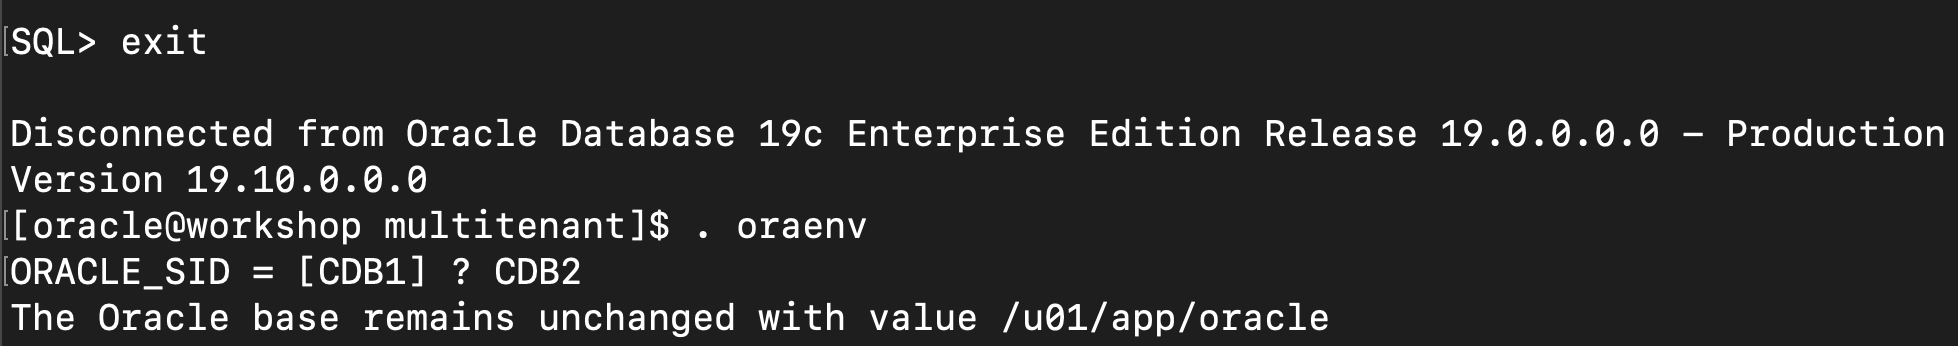 [SQL> exit
Disconnected from Oracle Database 19c Enterprise Edition Release 19.0.0.0.0 – Production
Version 19.10.0.0.0
[[oracle@workshop multitenant]$ . oraenv
[ORACLE_SID = [CDB1] ? CDB2
The Oracle base remains unchanged with value /u01/app/oracle